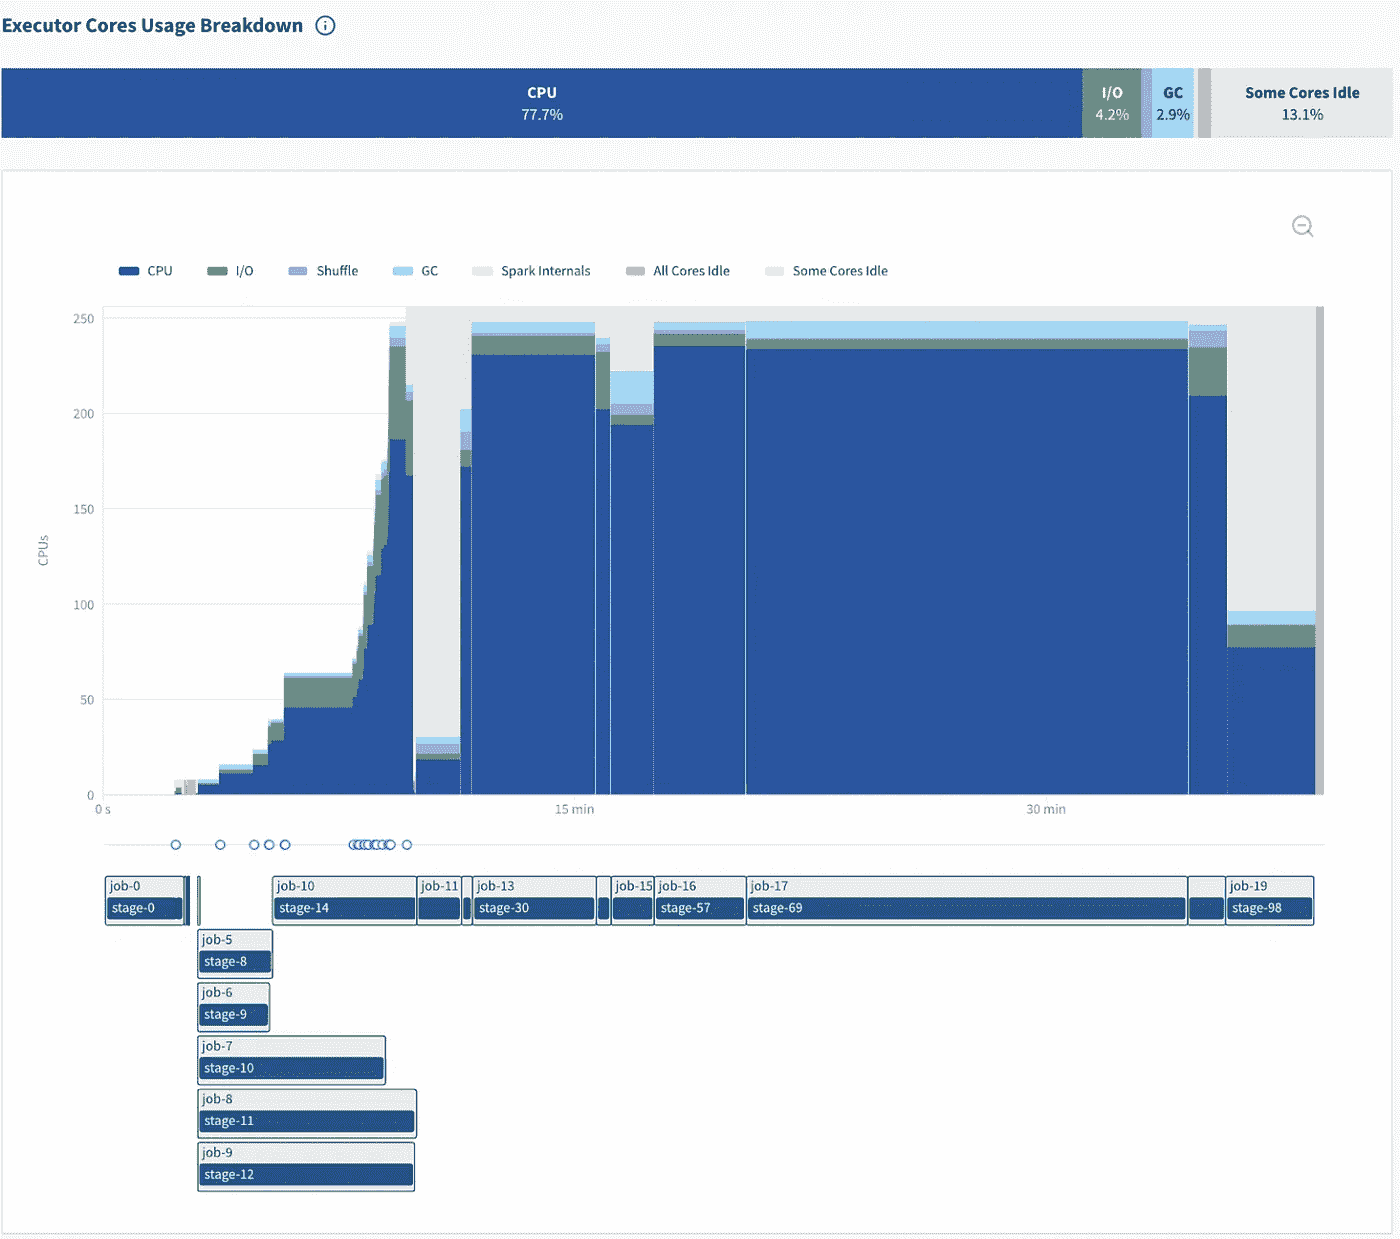 Executor Cores Usage Breakdown
CPU
77.7%
I/O
4.2%
GC
2.9%
Some Cores Idle
13.1%
CPU I/O Shuffle GC Spark Internals All Cores Idle Some Cores Idle
CPUs
250
200
150
100
50
0
0 s 15 min 30 min
job-0 job-10 job-11 job-13 job-15 job-16 job-17 job-19
stage-0 stage-14 stage-30 stage-57 stage-69 stage-98
job-5
stage-8
job-6
stage-9
job-7
stage-10
job-8
stage-11
job-9
stage-12